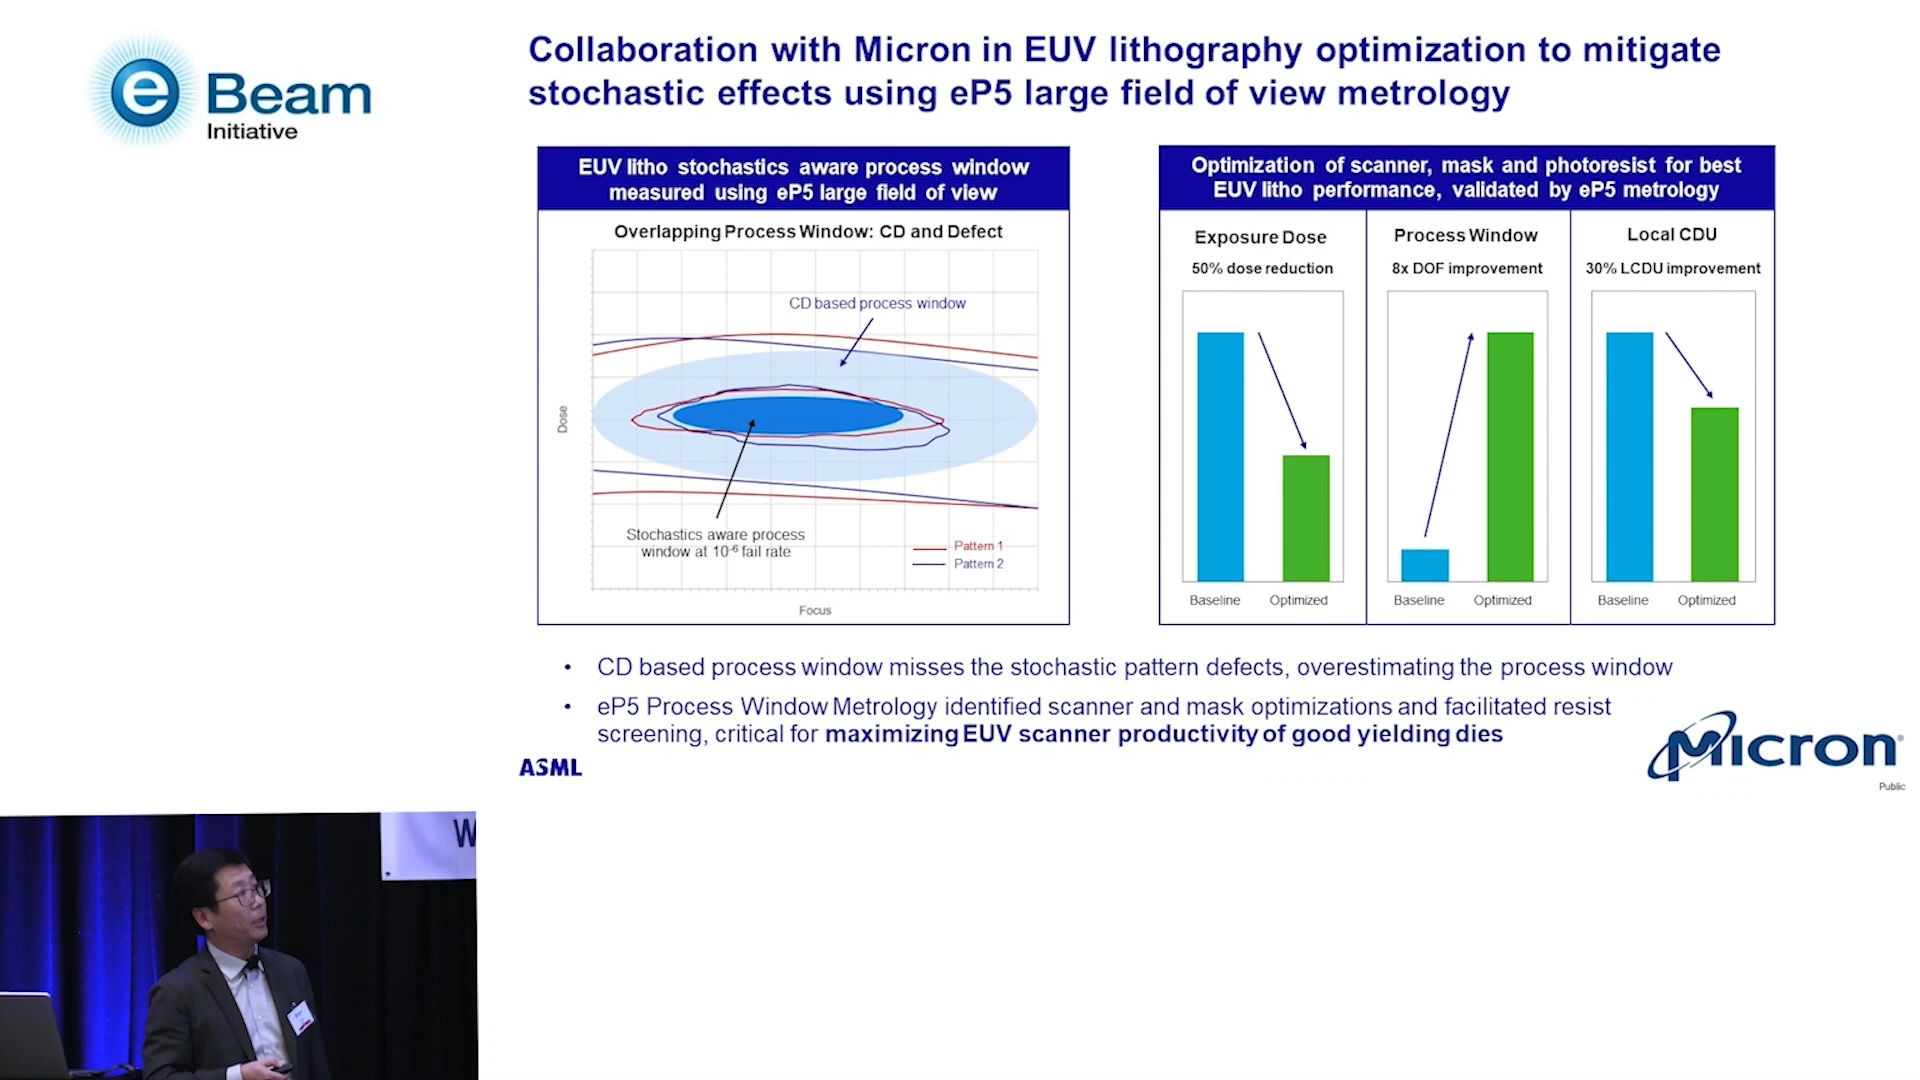 e Beam
Initiative
Collaboration with Micron in EUV lithography optimization to mitigate
stochastic effects using eP5 large field of view metrology
EUV litho stochastics aware process window
measured using eP5 large field of view
Overlapping Process Window: CD and Defect
CD based process window
Dose
Stochastics aware process
window at 10⁻⁶ fail rate
Pattern 1
Pattern 2
Focus
Optimization of scanner, mask and photoresist for best
EUV litho performance, validated by eP5 metrology
Exposure Dose
50% dose reduction
Baseline Optimized
Process Window
8x DOF improvement
Baseline Optimized
Local CDU
30% LCDU improvement
Baseline Optimized
• CD based process window misses the stochastic pattern defects, overestimating the process window
• eP5 Process Window Metrology identified scanner and mask optimizations and facilitated resist
screening, critical for maximizing EUV scanner productivity of good yielding dies
ASML
Micron®
Public
W